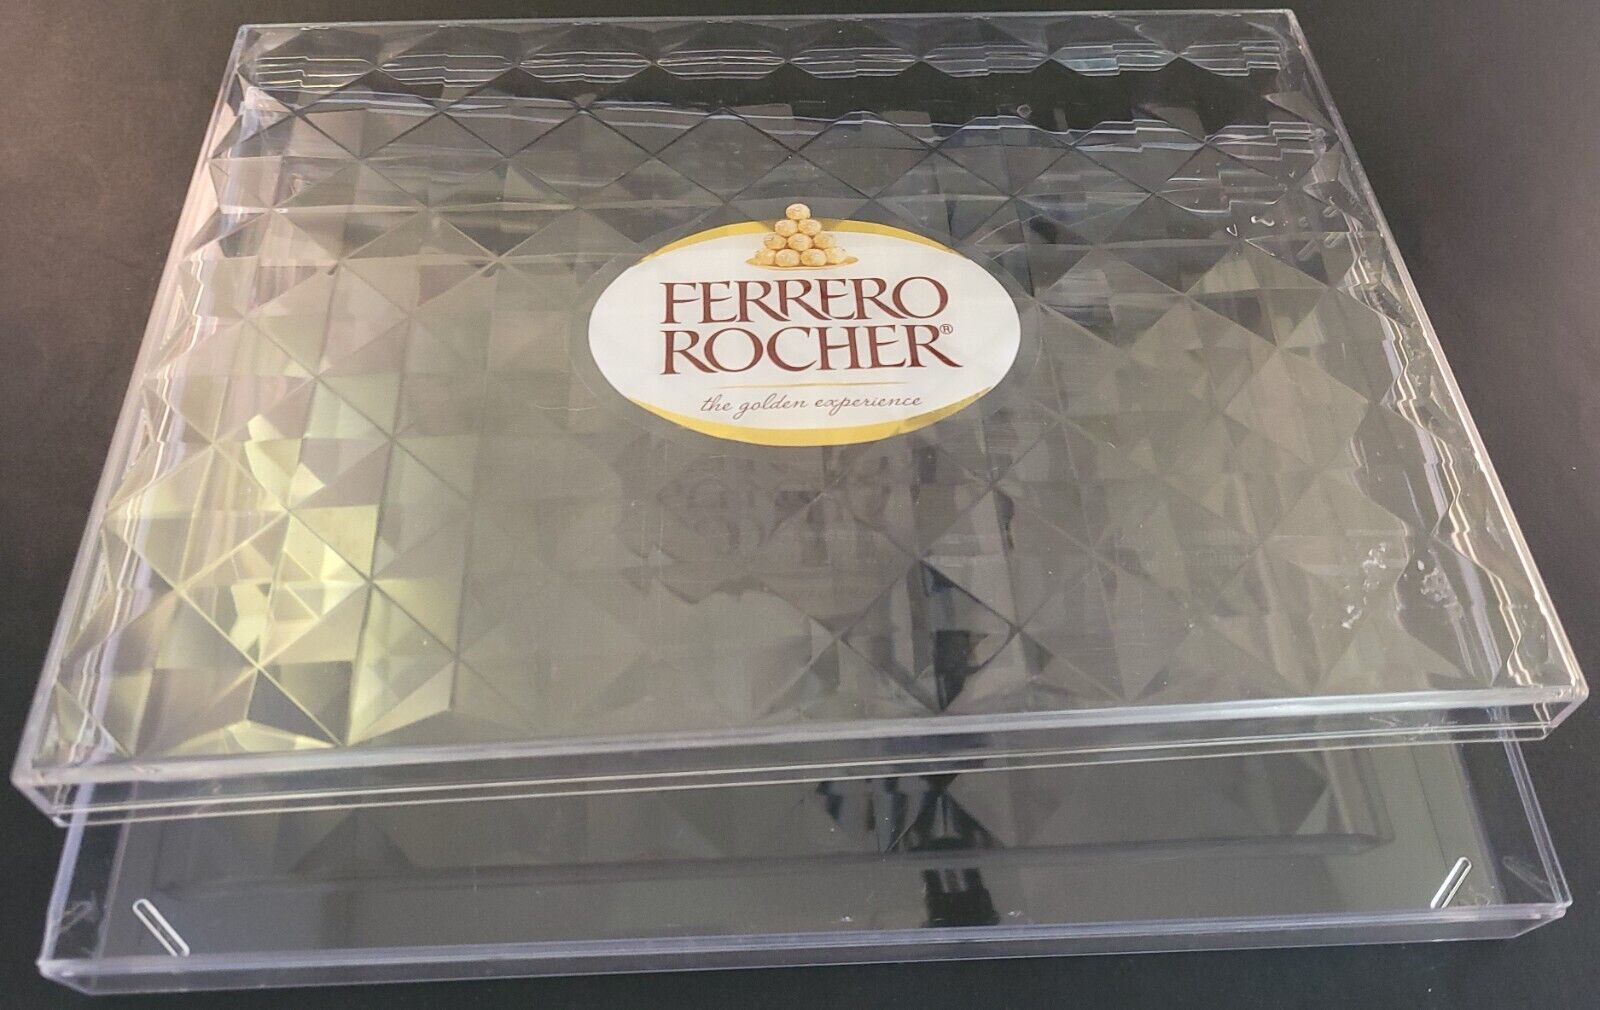 FERRERO
ROCHER®
the golden experience